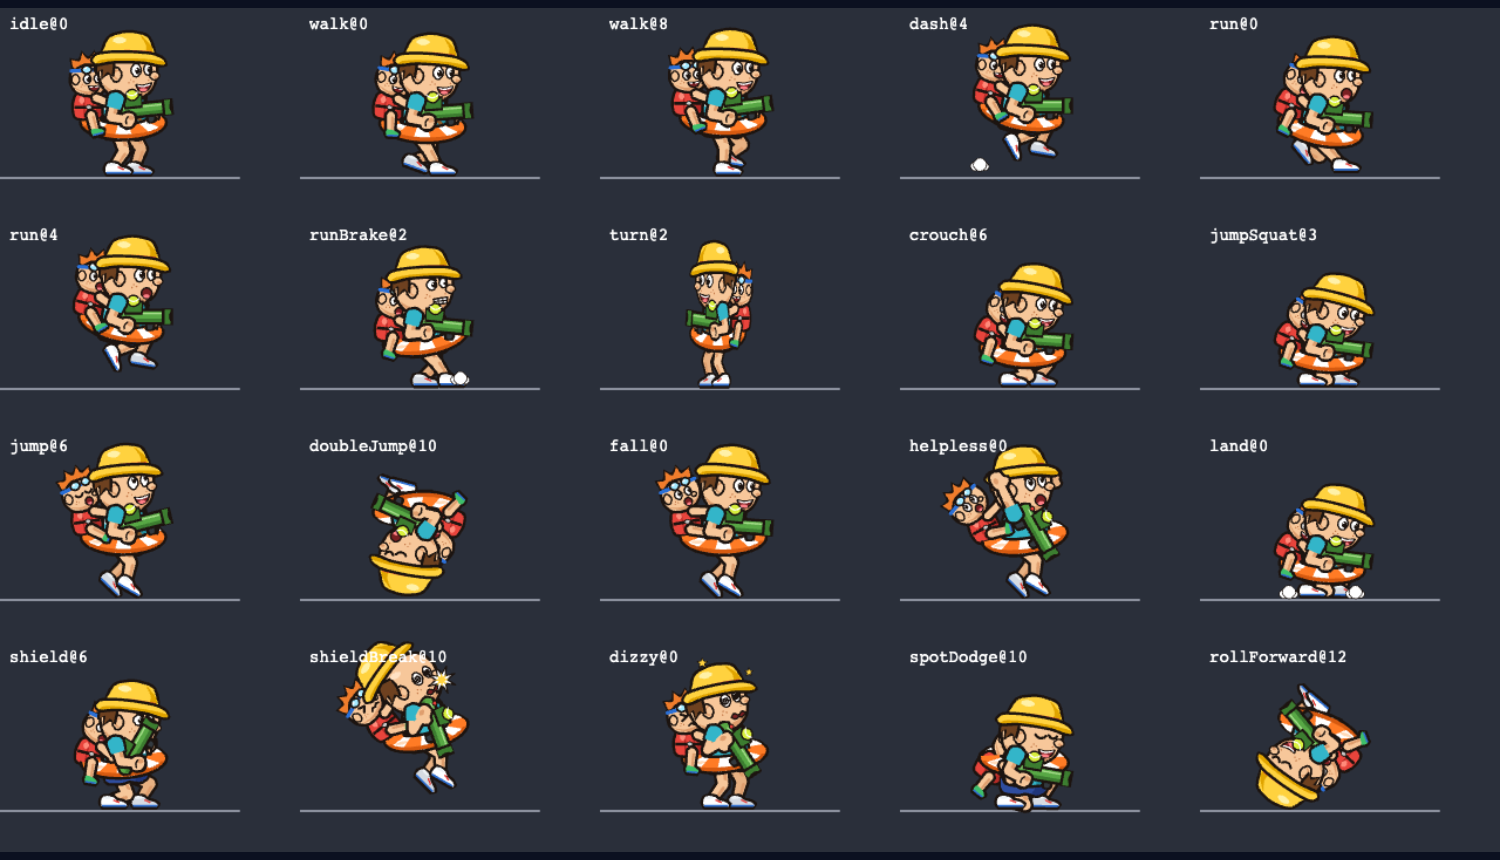 idle@0
walk@0
walk@8
dash@4
run@0
run@4
runBrake@2
turn@2
crouch@6
jumpSquat@3
jump@6
doubleJump@10
fall@0
helpless@0
land@0
shield@6
shieldBreak@10
dizzy@0
spotDodge@10
rollForward@12